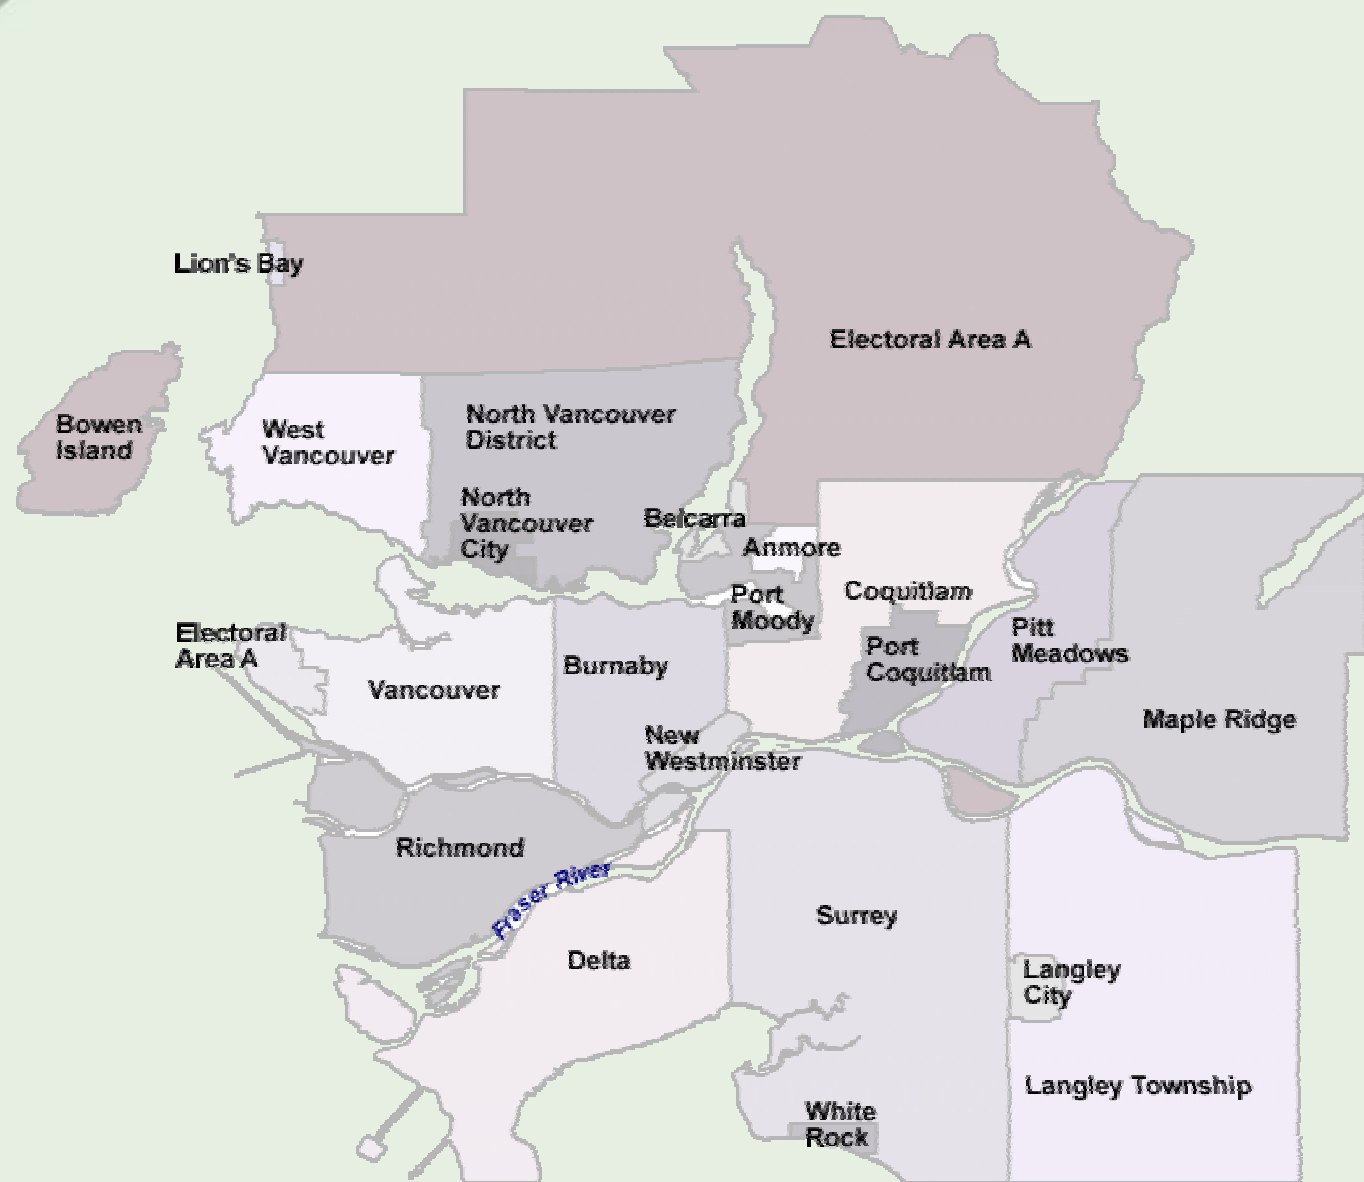 Lion's Bay
Electoral Area A
Bowen
Island
West
Vancouver
North Vancouver
District
North
Vancouver
City
Belcarra
Anmore
Port
Moody
Coquitlam
Electoral
Area A
Vancouver
Burnaby
Port
Coquitlam
Pitt
Meadows
Maple Ridge
New
Westminster
Richmond
Fraser River
Surrey
Delta
Langley
City
Langley Township
White
Rock